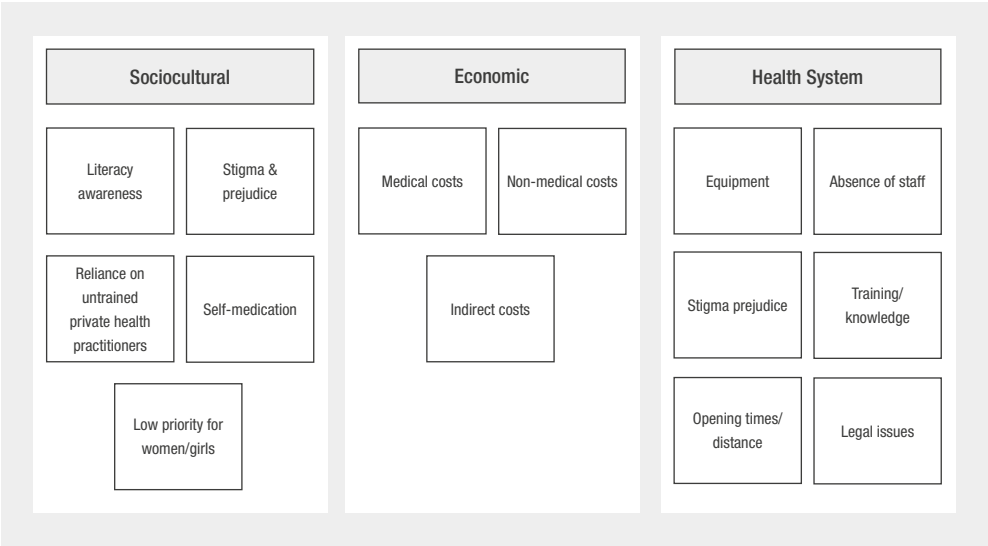 Sociocultural
Literacy
awareness
Stigma &
prejudice
Reliance on
untrained
private health
practitioners
Self-medication
Low priority for
women/girls
Economic
Medical costs
Non-medical costs
Indirect costs
Health System
Equipment
Absence of staff
Stigma prejudice
Training/
knowledge
Opening times/
distance
Legal issues